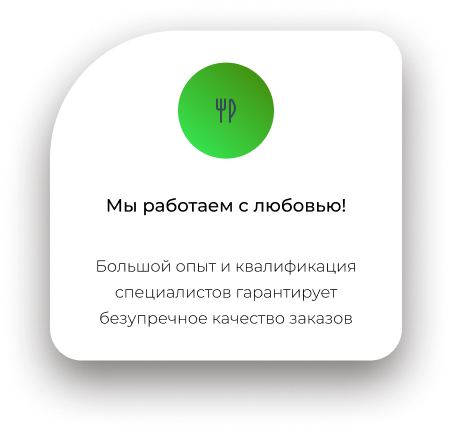 Мы работаем с любовью!
Большой опыт и квалификация
специалистов гарантирует
безупречное качество заказов